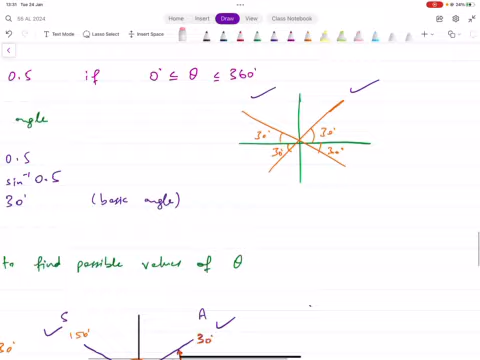 13:31 Tue 24 Jan
24%
S6 AL 2024
Home Insert Draw View Class Notebook
Text Mode Lasso Select Insert Space
0.5 if 0° ≤ θ ≤ 360°
angle
30° 30°
30° 30°
0.5
sin⁻¹ 0.5
30° (basic angle)
to find possible values of θ
S A
150° 30°
30°